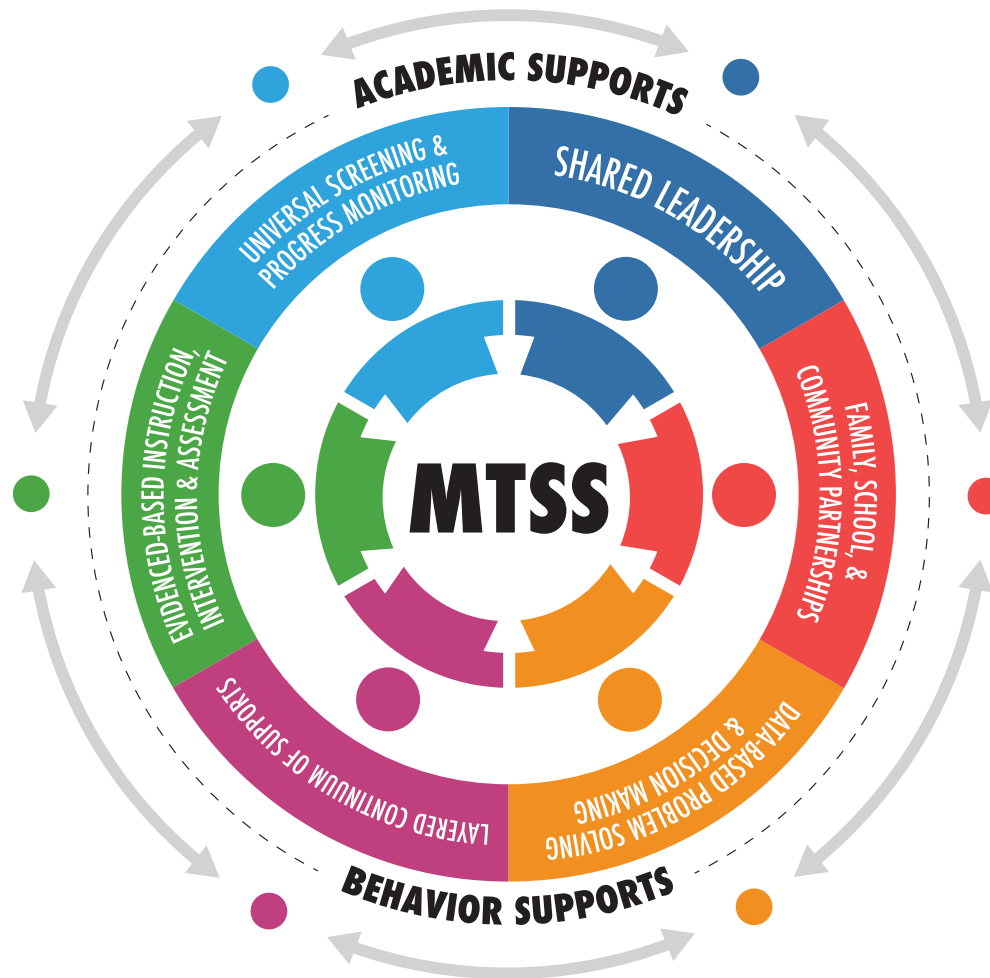 ACADEMIC SUPPORTS
SHARED LEADERSHIP
FAMILY, SCHOOL, &
COMMUNITY PARTNERSHIPS
DATA-BASED PROBLEM SOLVING
& DECISION MAKING
LAYERED CONTINUUM OF SUPPORTS
EVIDENCED-BASED INSTRUCTION,
INTERVENTION & ASSESSMENT
UNIVERSAL SCREENING &
PROGRESS MONITORING
MTSS
BEHAVIOR SUPPORTS